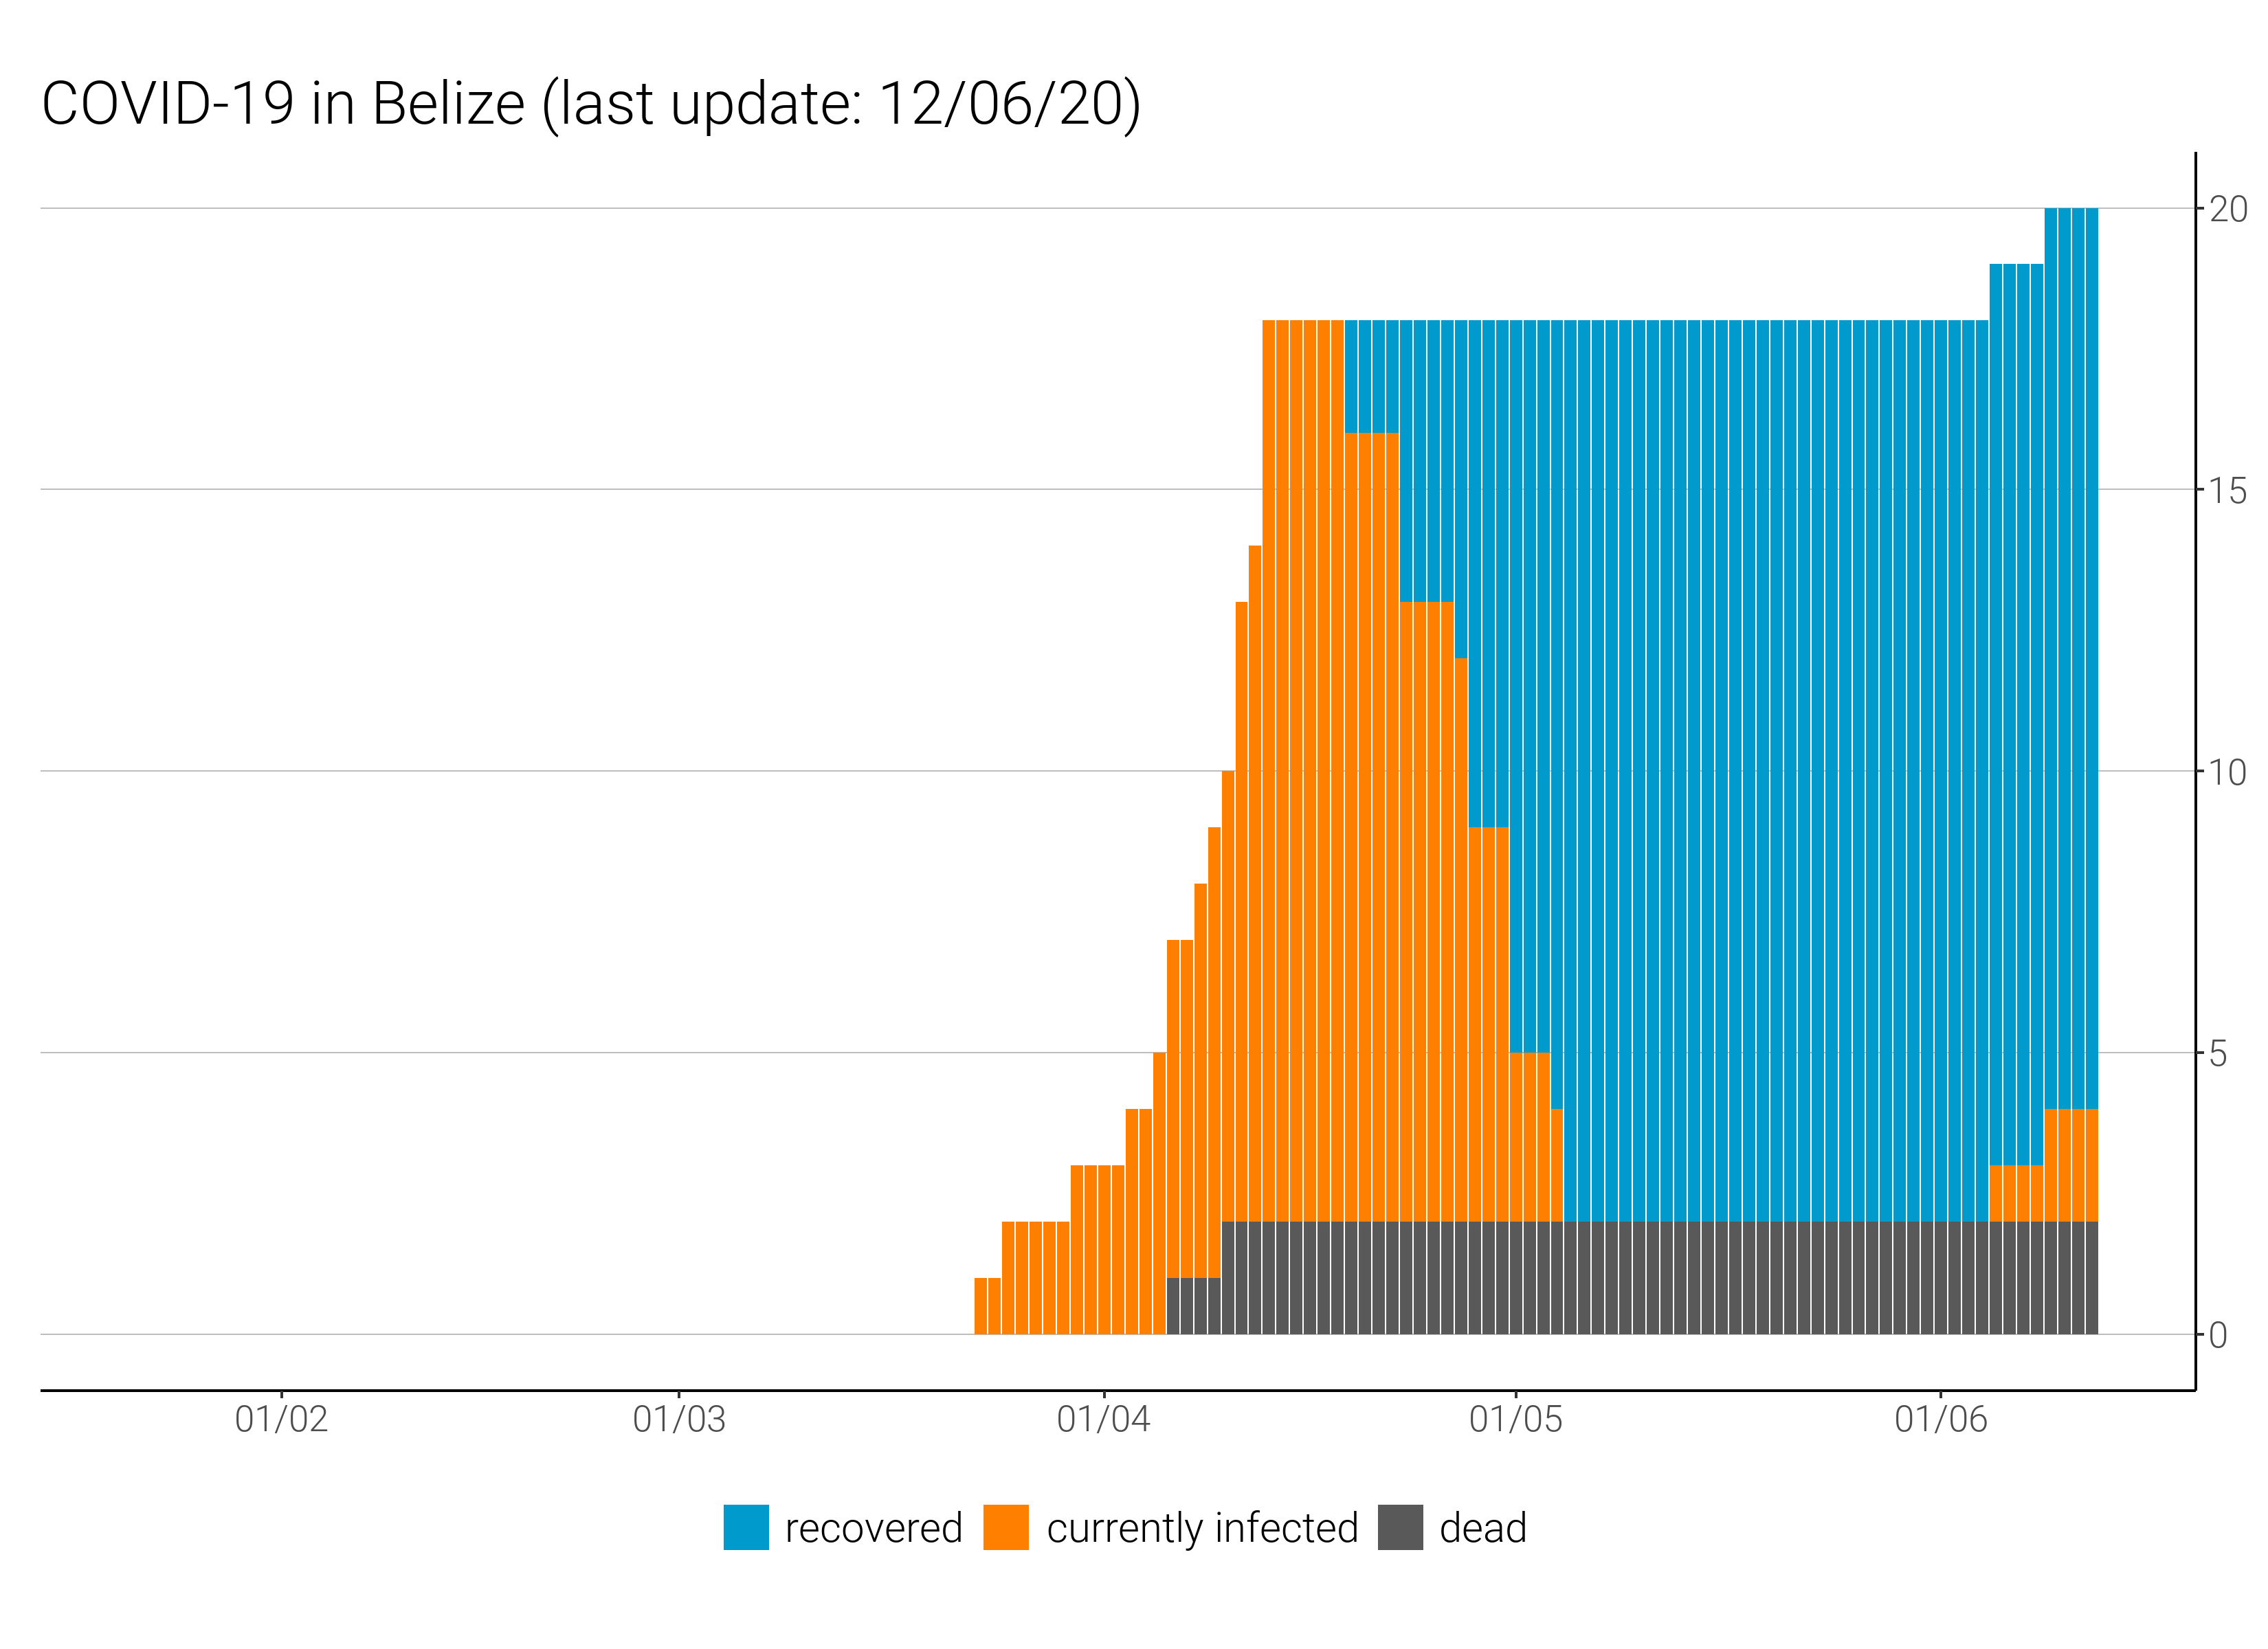 COVID-19 in Belize (last update: 12/06/20)
20
15
10
5
0
01/02 01/03 01/04 01/05 01/06
recovered currently infected dead